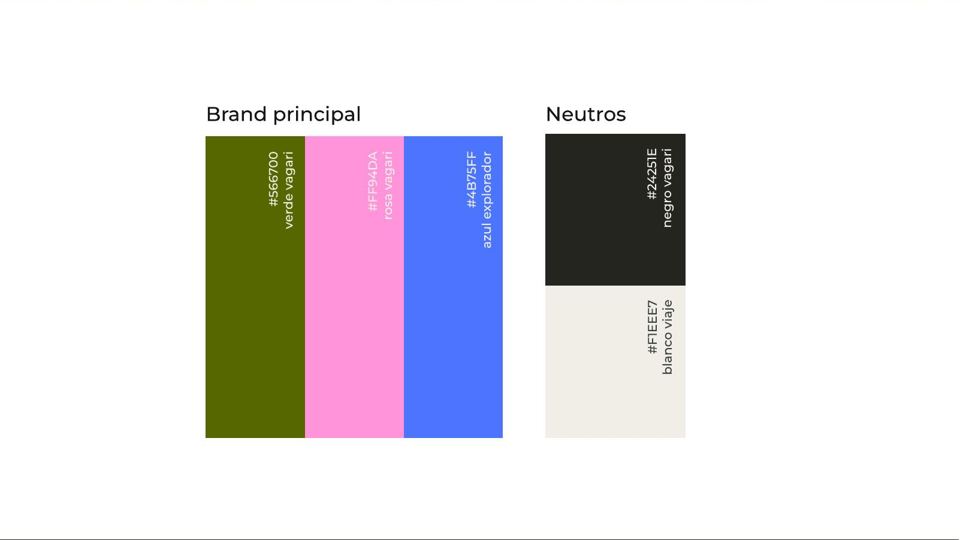 Brand principal
#566700
verde vagari
#FF94DA
rosa vagari
#4B75FF
azul explorador
Neutros
#24251E
negro vagari
#F1EEE7
blanco viaje